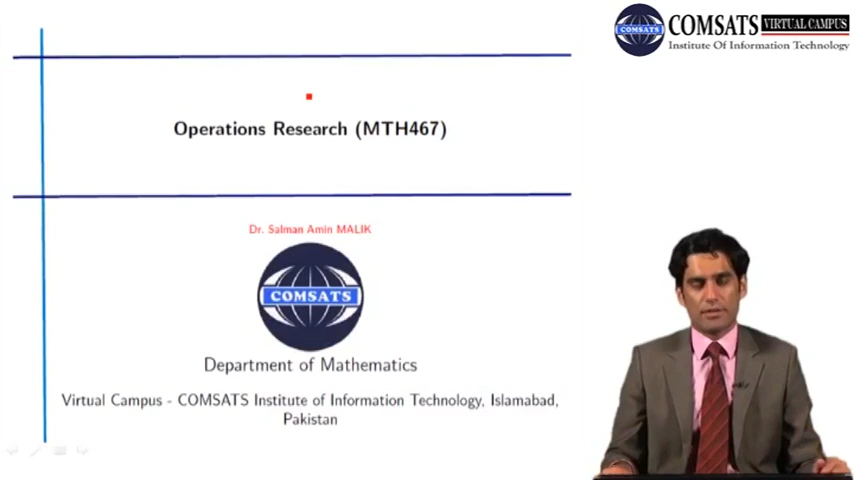 COMSATS VIRTUAL CAMPUS
Institute Of Information Technology
COMSATS
Operations Research (MTH467)
Dr. Salman Amin MALIK
COMSATS
Department of Mathematics
Virtual Campus - COMSATS Institute of Information Technology, Islamabad,
Pakistan